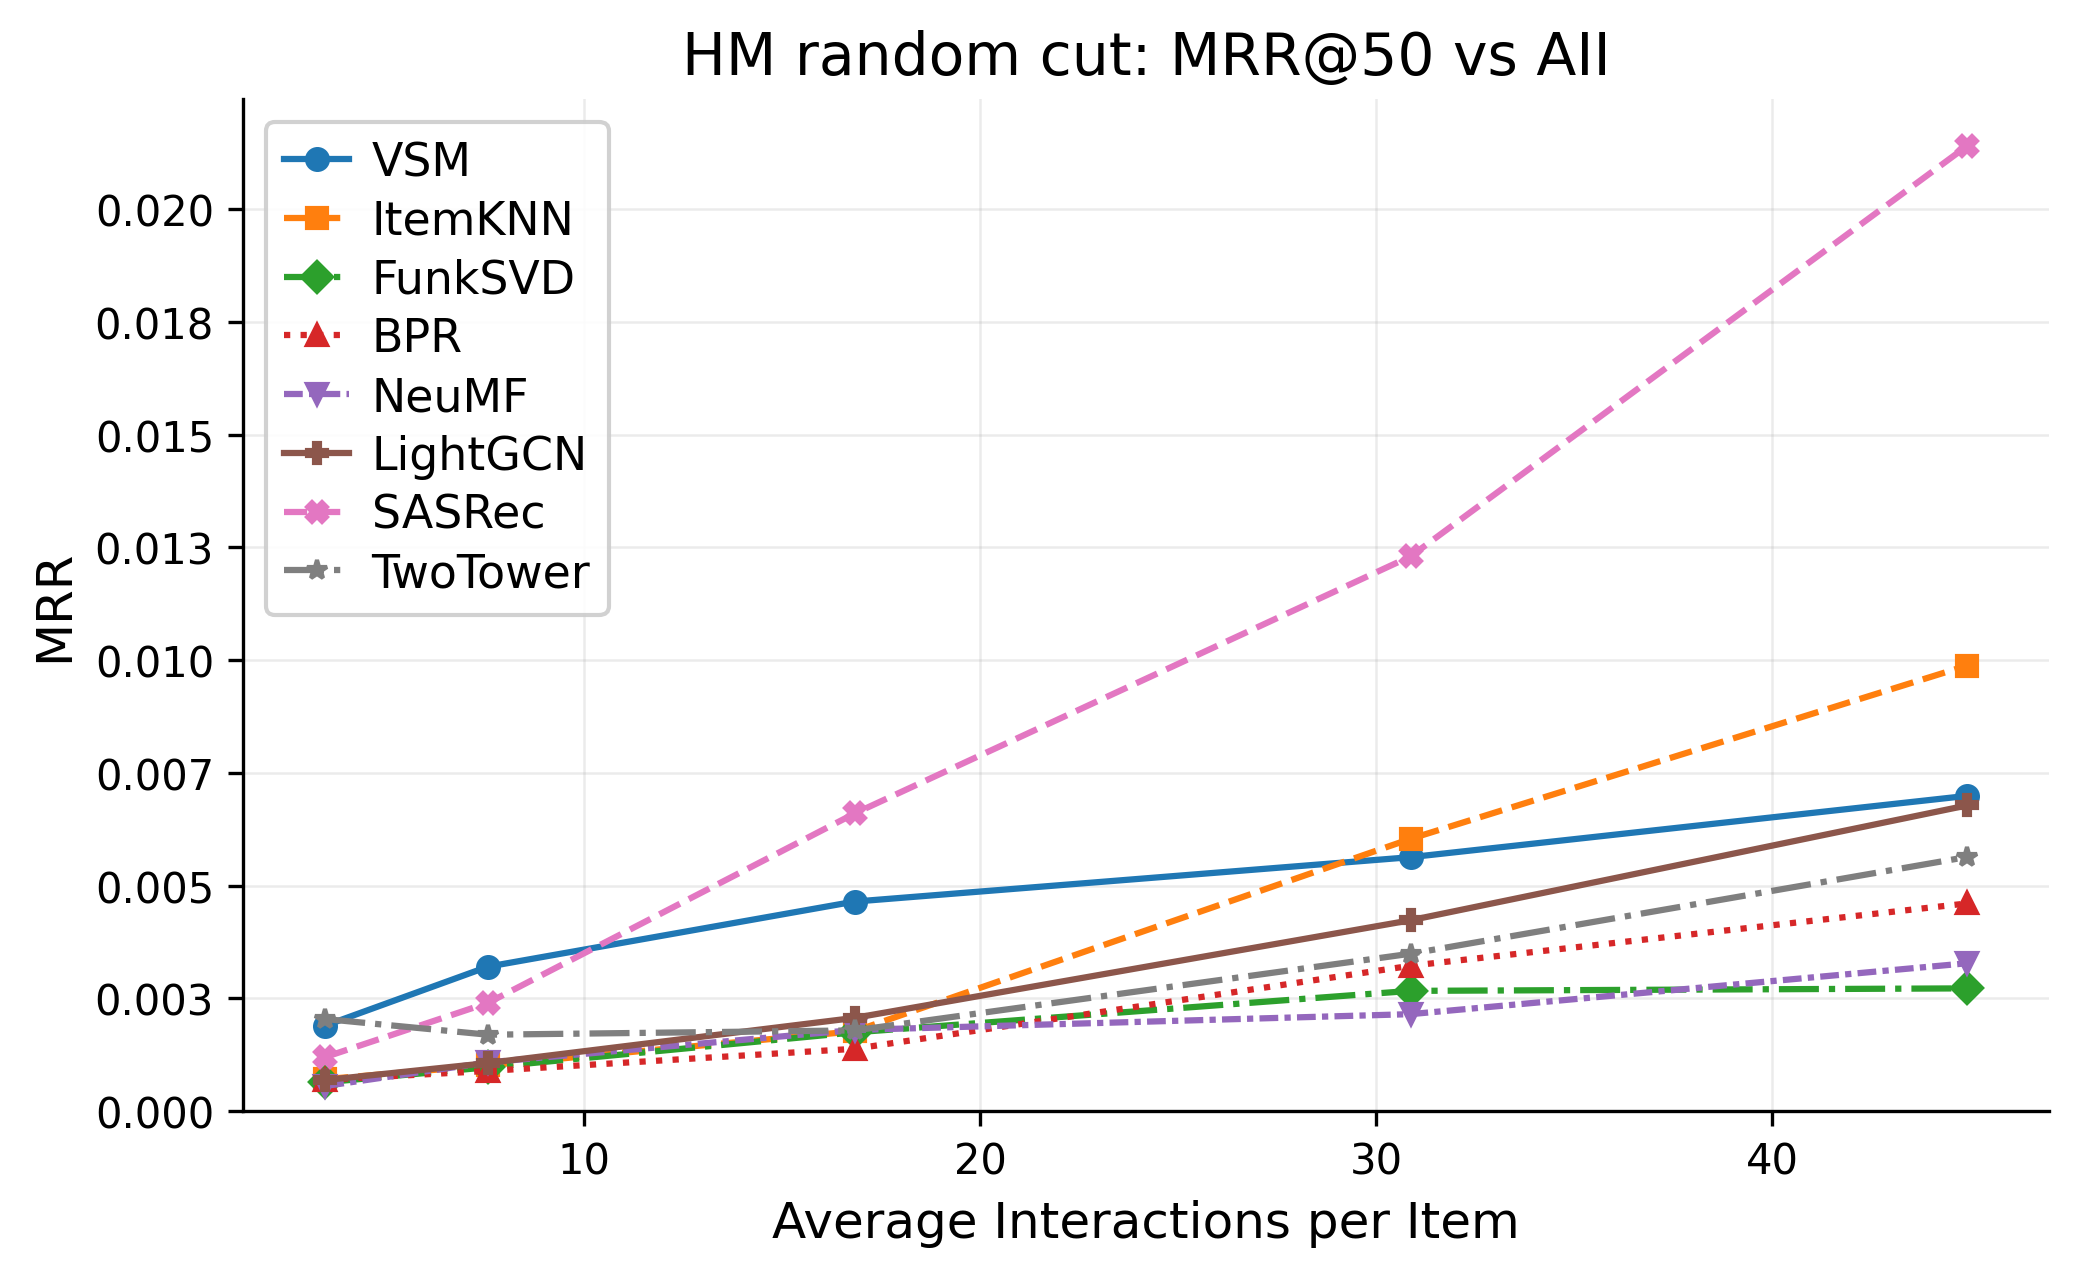 HM random cut: MRR@50 vs AII
VSM
ItemKNN
FunkSVD
BPR
NeuMF
LightGCN
SASRec
TwoTower
MRR
0.020
0.018
0.015
0.013
0.010
0.007
0.005
0.003
0.000
10 20 30 40
Average Interactions per Item